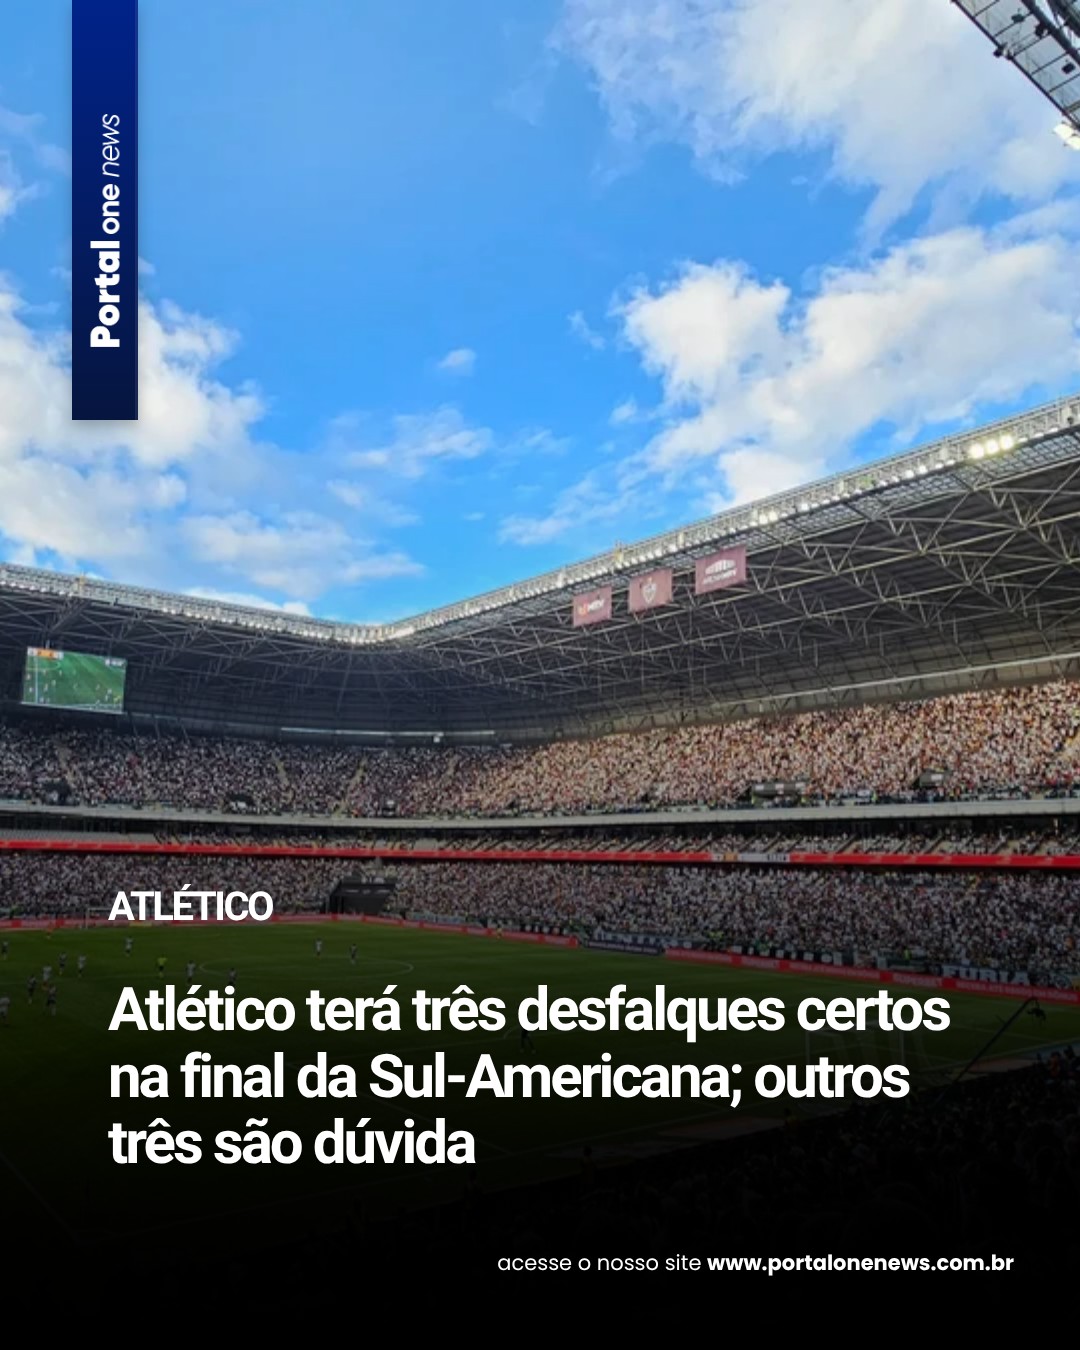 Portal one news
ATLÉTICO
Atlético terá três desfalques certos
na final da Sul-Americana; outros
três são dúvida
acesse o nosso site www.portalonenews.com.br